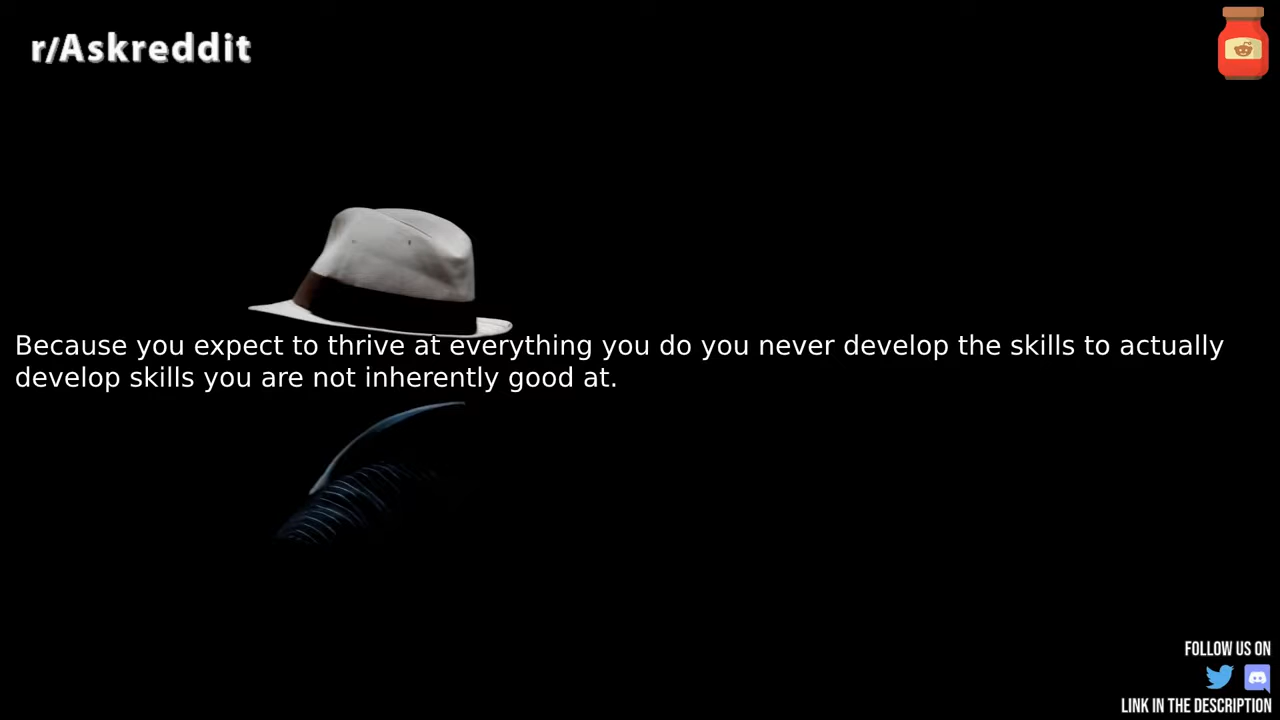 r/Askreddit
Because you expect to thrive at everything you do you never develop the skills to actually
develop skills you are not inherently good at.
FOLLOW US ON
LINK IN THE DESCRIPTION